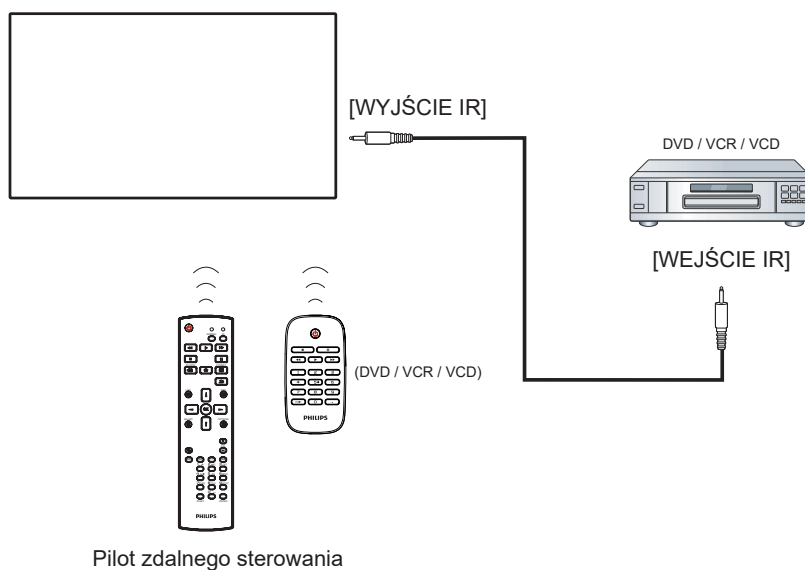 [WYJŚCIE IR]
DVD / VCR / VCD
[WEJŚCIE IR]
(DVD / VCR / VCD)
PHILIPS
PHILIPS
Pilot zdalnego sterowania